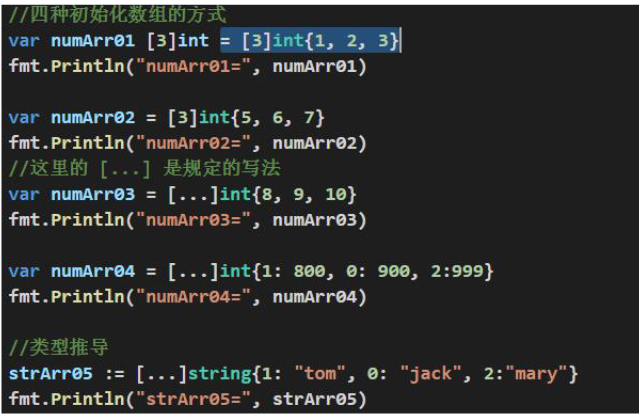 //四种初始化数组的方式
var numArr01 [3]int = [3]int{1, 2, 3}
fmt.Println("numArr01=", numArr01)
var numArr02 = [3]int{5, 6, 7}
fmt.Println("numArr02=", numArr02)
//这里的 [...] 是规定的写法
var numArr03 = [...]int{8, 9, 10}
fmt.Println("numArr03=", numArr03)
var numArr04 = [...]int{1: 800, 0: 900, 2:999}
fmt.Println("numArr04=", numArr04)
//类型推导
strArr05 := [...]string{1: "tom", 0: "jack", 2:"mary"}
fmt.Println("strArr05=", strArr05)